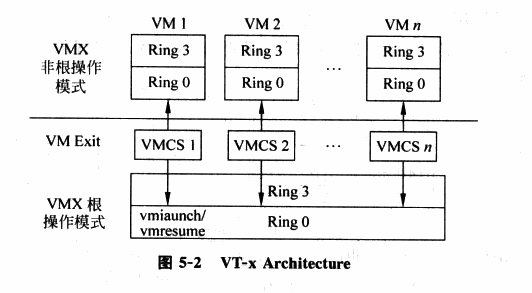 VM 1 VM 2 VM n
VMX
非根操作
模式
Ring 3 Ring 3 ... Ring 3
Ring 0 Ring 0 Ring 0
VM Exit VMCS 1 VMCS 2 ... VMCS n
VMX 根
操作模式
Ring 3
vmiaunch/
vmresume
Ring 0
图 5-2 VT-x Architecture